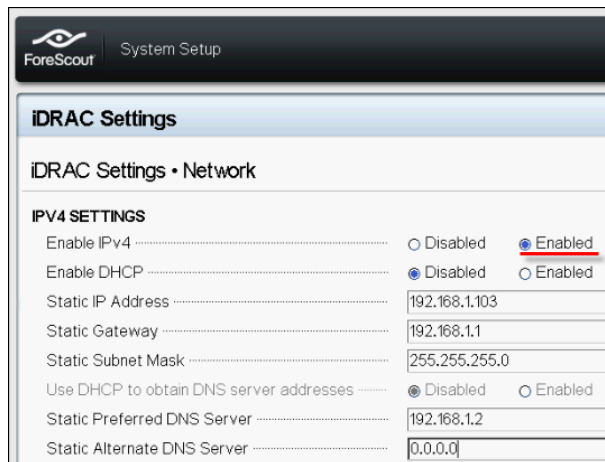 ForeScout System Setup
iDRAC Settings
iDRAC Settings • Network
IPV4 SETTINGS
Enable IPv4 Disabled Enabled
Enable DHCP Disabled Enabled
Static IP Address 192.168.1.103
Static Gateway 192.168.1.1
Static Subnet Mask 255.255.255.0
Use DHCP to obtain DNS server addresses Disabled Enabled
Static Preferred DNS Server 192.168.1.2
Static Alternate DNS Server 0.0.0.0